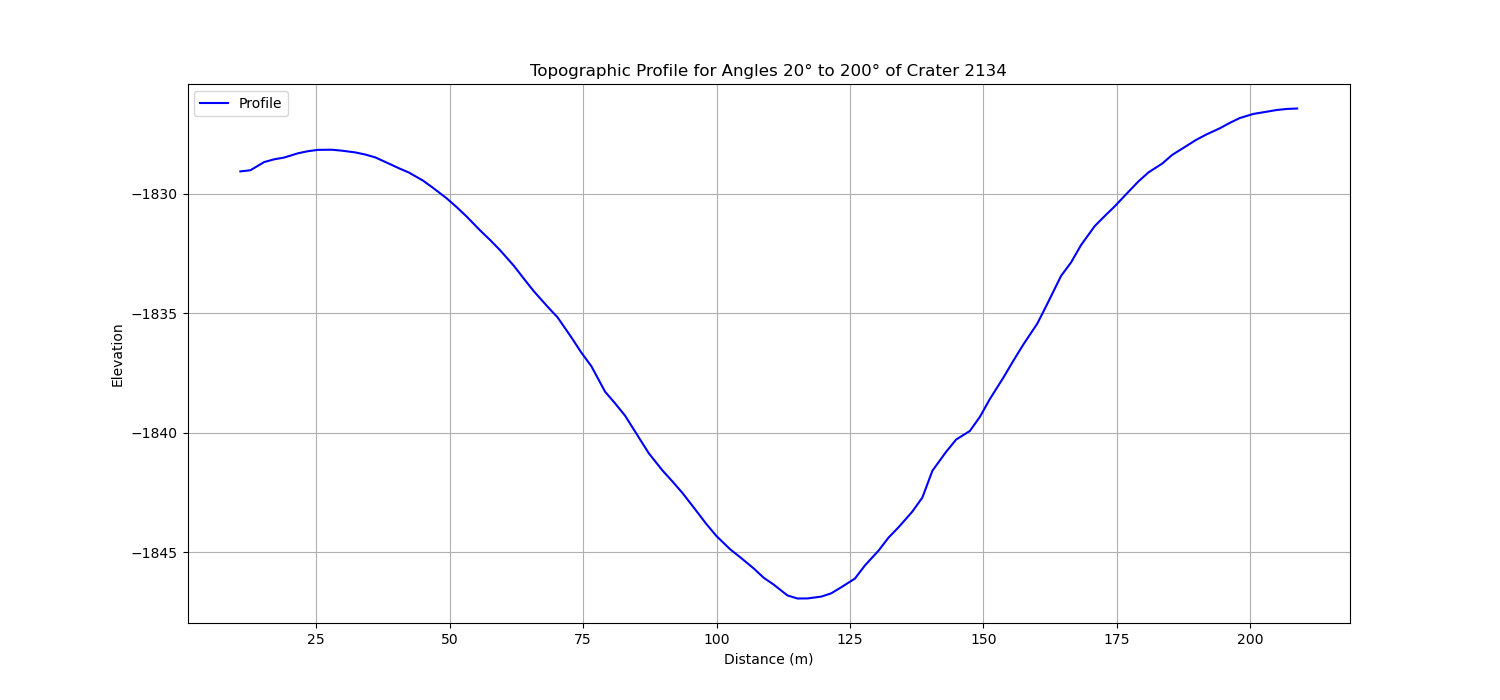 Topographic Profile for Angles 20° to 200° of Crater 2134
Profile
−1830
−1835
−1840
−1845
Elevation
25 50 75 100 125 150 175 200
Distance (m)